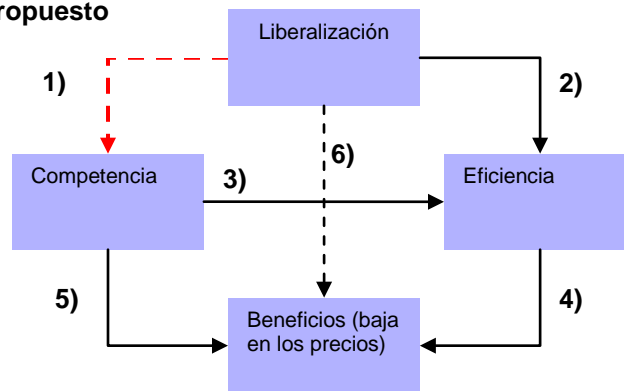 ropuesto
Liberalización
1)
2)
6)
Competencia
3)
Eficiencia
5)
4)
Beneficios (baja
en los precios)